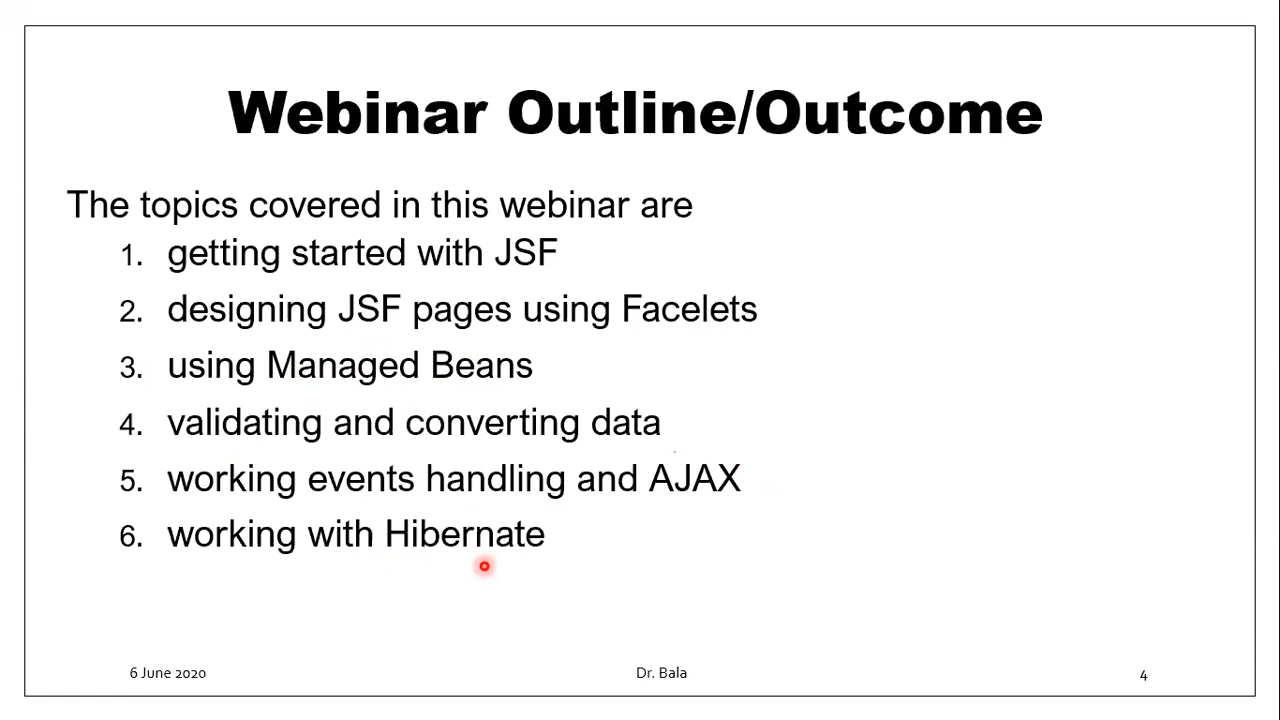 Webinar Outline/Outcome
The topics covered in this webinar are
1. getting started with JSF
2. designing JSF pages using Facelets
3. using Managed Beans
4. validating and converting data
5. working events handling and AJAX
6. working with Hibernate
6 June 2020 Dr. Bala 4